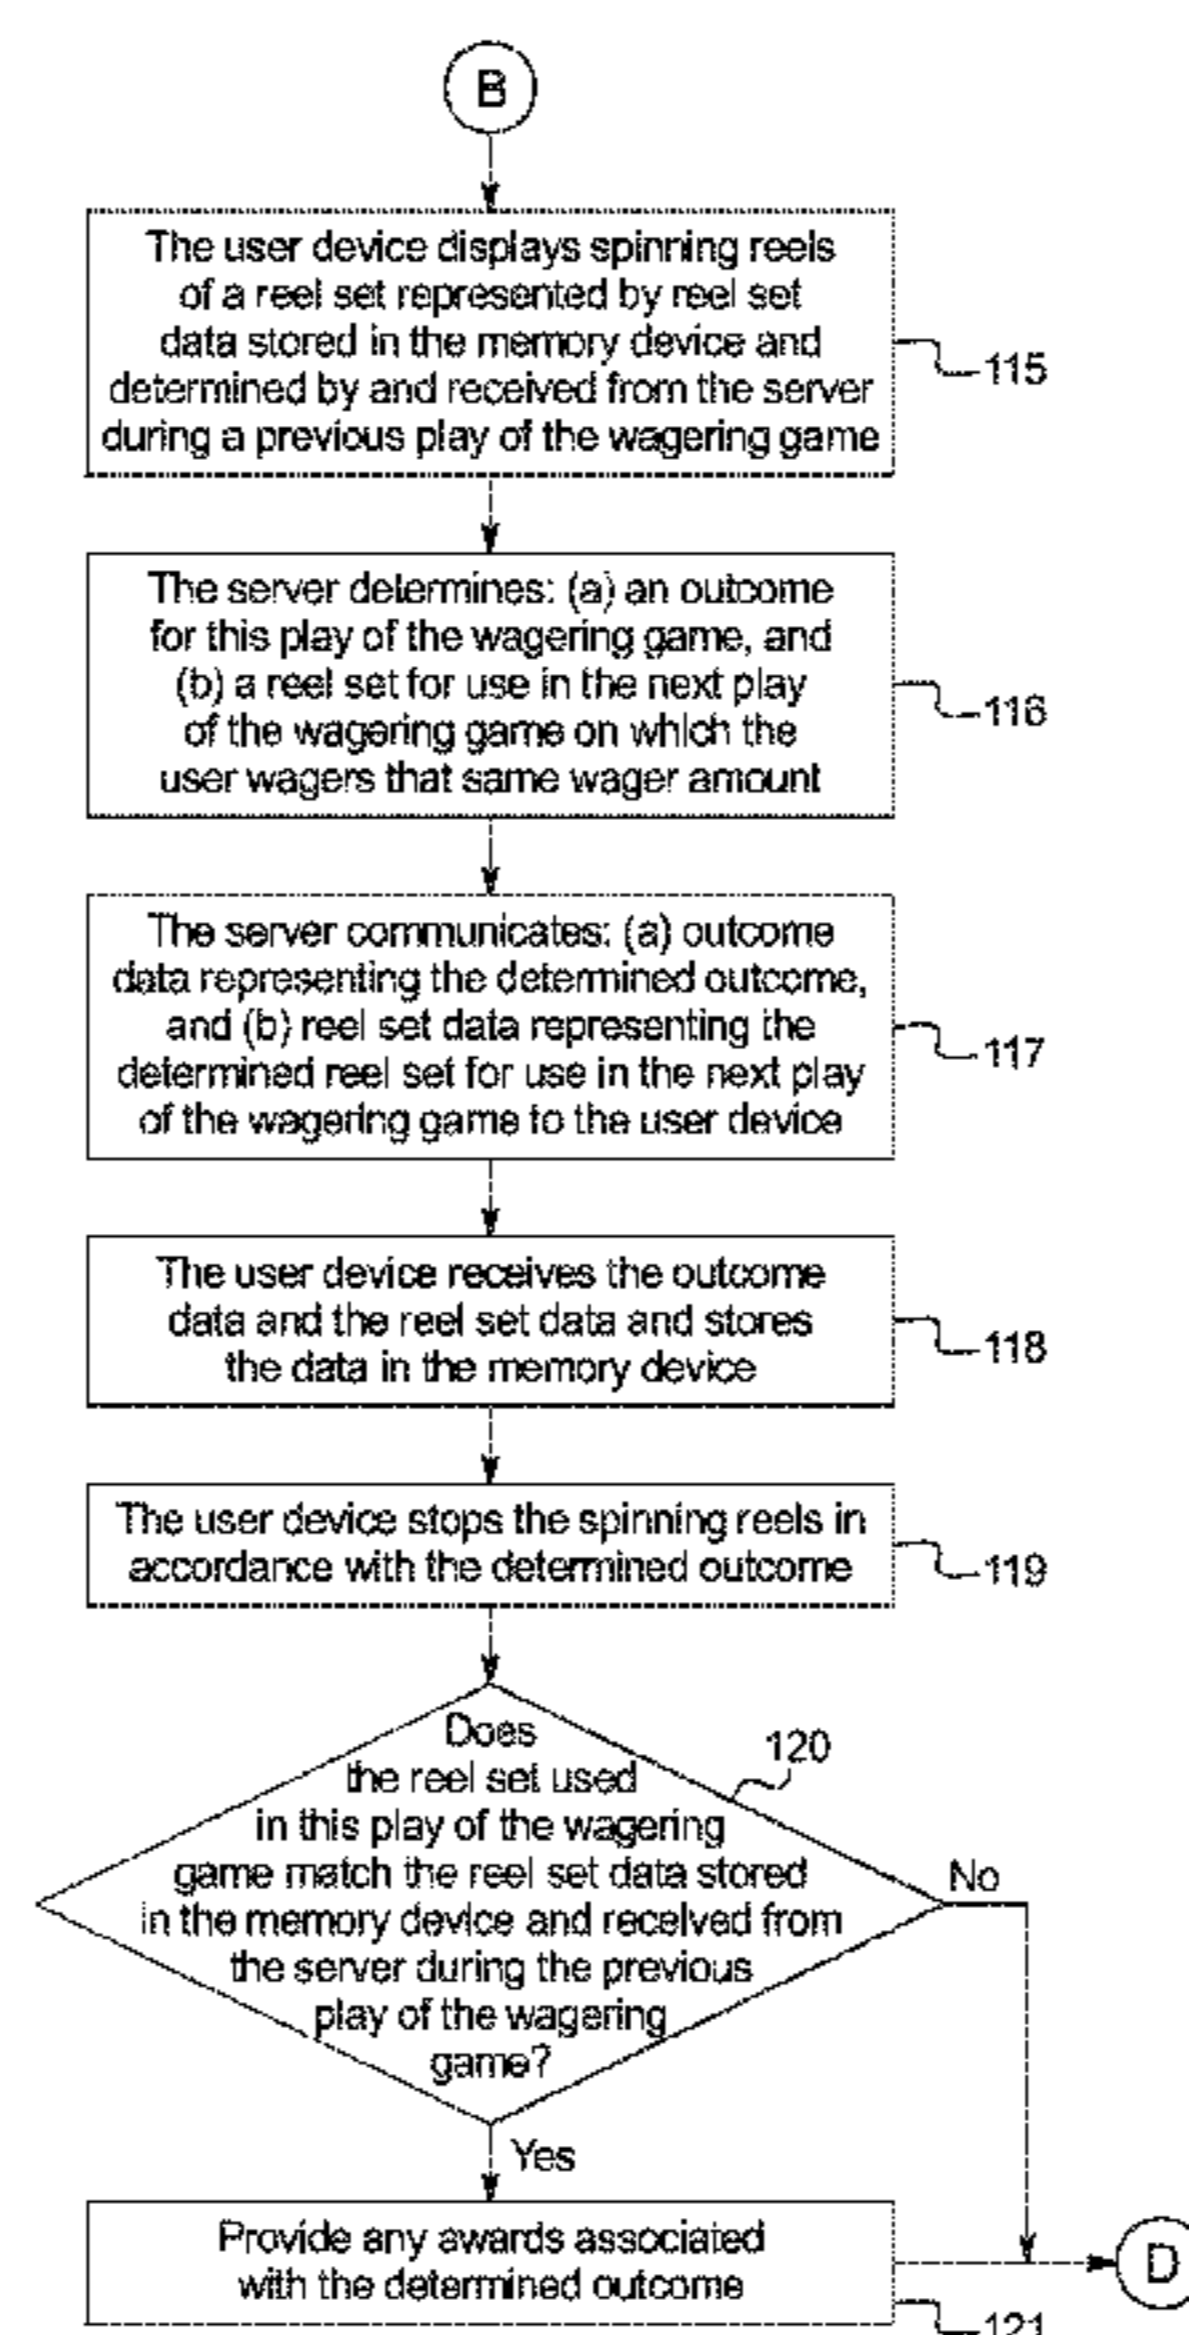 B
The user device displays spinning reels
of a reel set represented by reel set
data stored in the memory device and
determined by and received from the server
during a previous play of the wagering game
115
The server determines: (a) an outcome
for this play of the wagering game, and
(b) a reel set for use in the next play
of the wagering game on which the
user wagers that same wager amount
116
The server communicates: (a) outcome
data representing the determined outcome,
and (b) reel set data representing the
determined reel set for use in the next play
of the wagering game to the user device
117
The user device receives the outcome
data and the reel set data and stores
the data in the memory device
118
The user device stops the spinning reels in
accordance with the determined outcome
119
Does
the reel set used
in this play of the wagering
game match the reel set data stored
in the memory device and received from
the server during the previous
play of the wagering
game?
120
No
Yes
Provide any awards associated
with the determined outcome
D
121